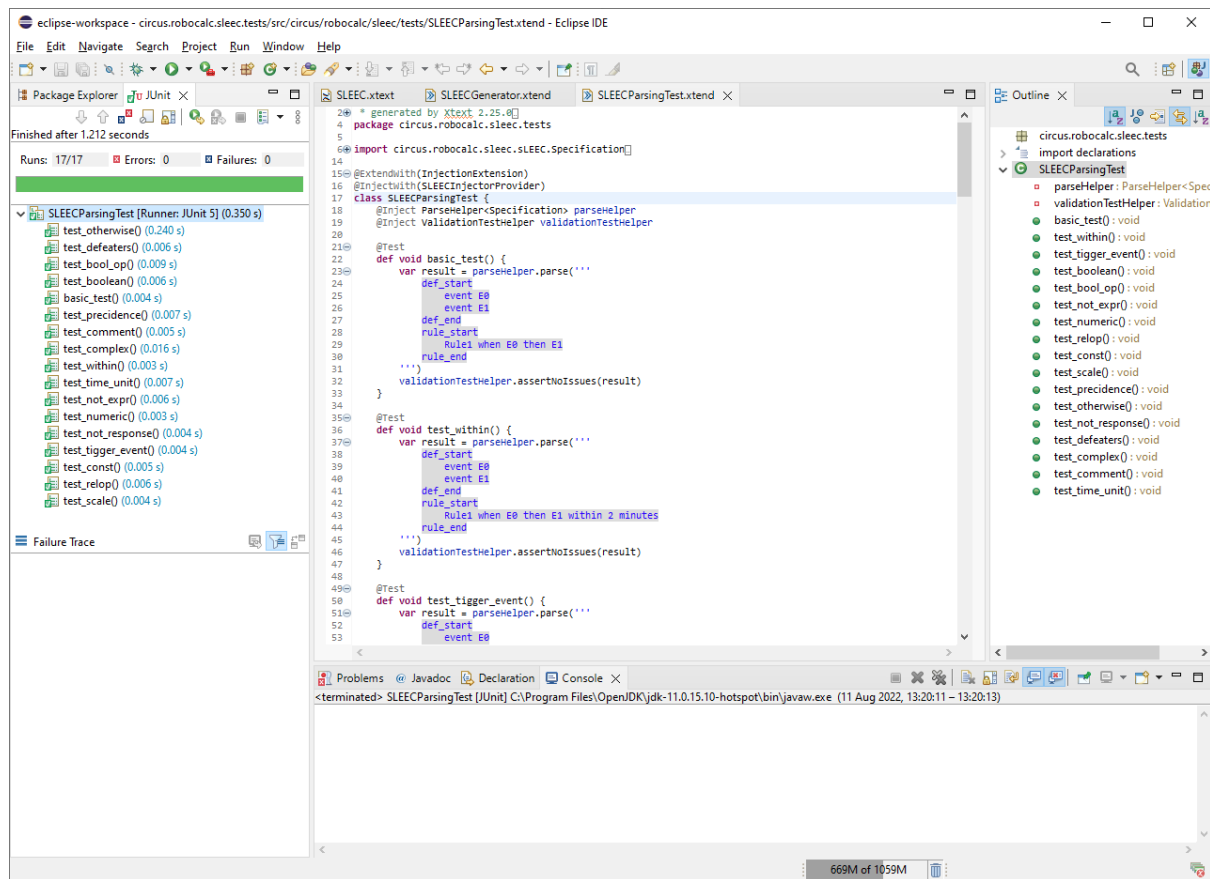 eclipse-workspace - circus.robocalc.sleec.tests/src/circus/robocalc/sleec/tests/SLEECParsingTest.xtend - Eclipse IDE
File Edit Navigate Search Project Run Window Help
Package Explorer JUnit
Finished after 1.212 seconds
Runs: 17/17 Errors: 0 Failures: 0
SLEECParsingTest [Runner: JUnit 5] (0.350 s)
test_otherwise() (0.240 s)
test_defeaters() (0.006 s)
test_bool_op() (0.009 s)
test_boolean() (0.006 s)
basic_test() (0.004 s)
test_precidence() (0.007 s)
test_comment() (0.005 s)
test_complex() (0.016 s)
test_within() (0.003 s)
test_time_unit() (0.007 s)
test_not_expr() (0.006 s)
test_numeric() (0.003 s)
test_not_response() (0.004 s)
test_tigger_event() (0.004 s)
test_const() (0.005 s)
test_relop() (0.006 s)
test_scale() (0.004 s)
Failure Trace
SLEEC.xtext SLEECGenerator.xtend SLEECParsingTest.xtend
2 * generated by Xtext 2.25.0
4 package circus.robocalc.sleec.tests
5
6 import circus.robocalc.sleec.sLEEC.Specification
14
15 @ExtendWith(InjectionExtension)
16 @InjectWith(SLEECInjectorProvider)
17 class SLEECParsingTest {
18 @Inject ParseHelper<Specification> parseHelper
19 @Inject ValidationTestHelper validationTestHelper
20
21 @Test
22 def void basic_test() {
23 var result = parseHelper.parse('''
24 def_start
25 event E0
26 event E1
27 def_end
28 rule_start
29 Rule1 when E0 then E1
30 rule_end
31 ''')
32 validationTestHelper.assertNoIssues(result)
33 }
34
35 @Test
36 def void test_within() {
37 var result = parseHelper.parse('''
38 def_start
39 event E0
40 event E1
41 def_end
42 rule_start
43 Rule1 when E0 then E1 within 2 minutes
44 rule_end
45 ''')
46 validationTestHelper.assertNoIssues(result)
47 }
48
49 @Test
50 def void test_tigger_event() {
51 var result = parseHelper.parse('''
52 def_start
53 event E0
Outline
circus.robocalc.sleec.tests
import declarations
SLEECParsingTest
parseHelper : ParseHelper<Spec
validationTestHelper : Validation
basic_test() : void
test_within() : void
test_tigger_event() : void
test_boolean() : void
test_bool_op() : void
test_not_expr() : void
test_numeric() : void
test_relop() : void
test_const() : void
test_scale() : void
test_precidence() : void
test_otherwise() : void
test_not_response() : void
test_defeaters() : void
test_complex() : void
test_comment() : void
test_time_unit() : void
Problems Javadoc Declaration Console
<terminated> SLEECParsingTest [JUnit] C:\Program Files\OpenJDK\jdk-11.0.15.10-hotspot\bin\javaw.exe (11 Aug 2022, 13:20:11 – 13:20:13)
669M of 1059M